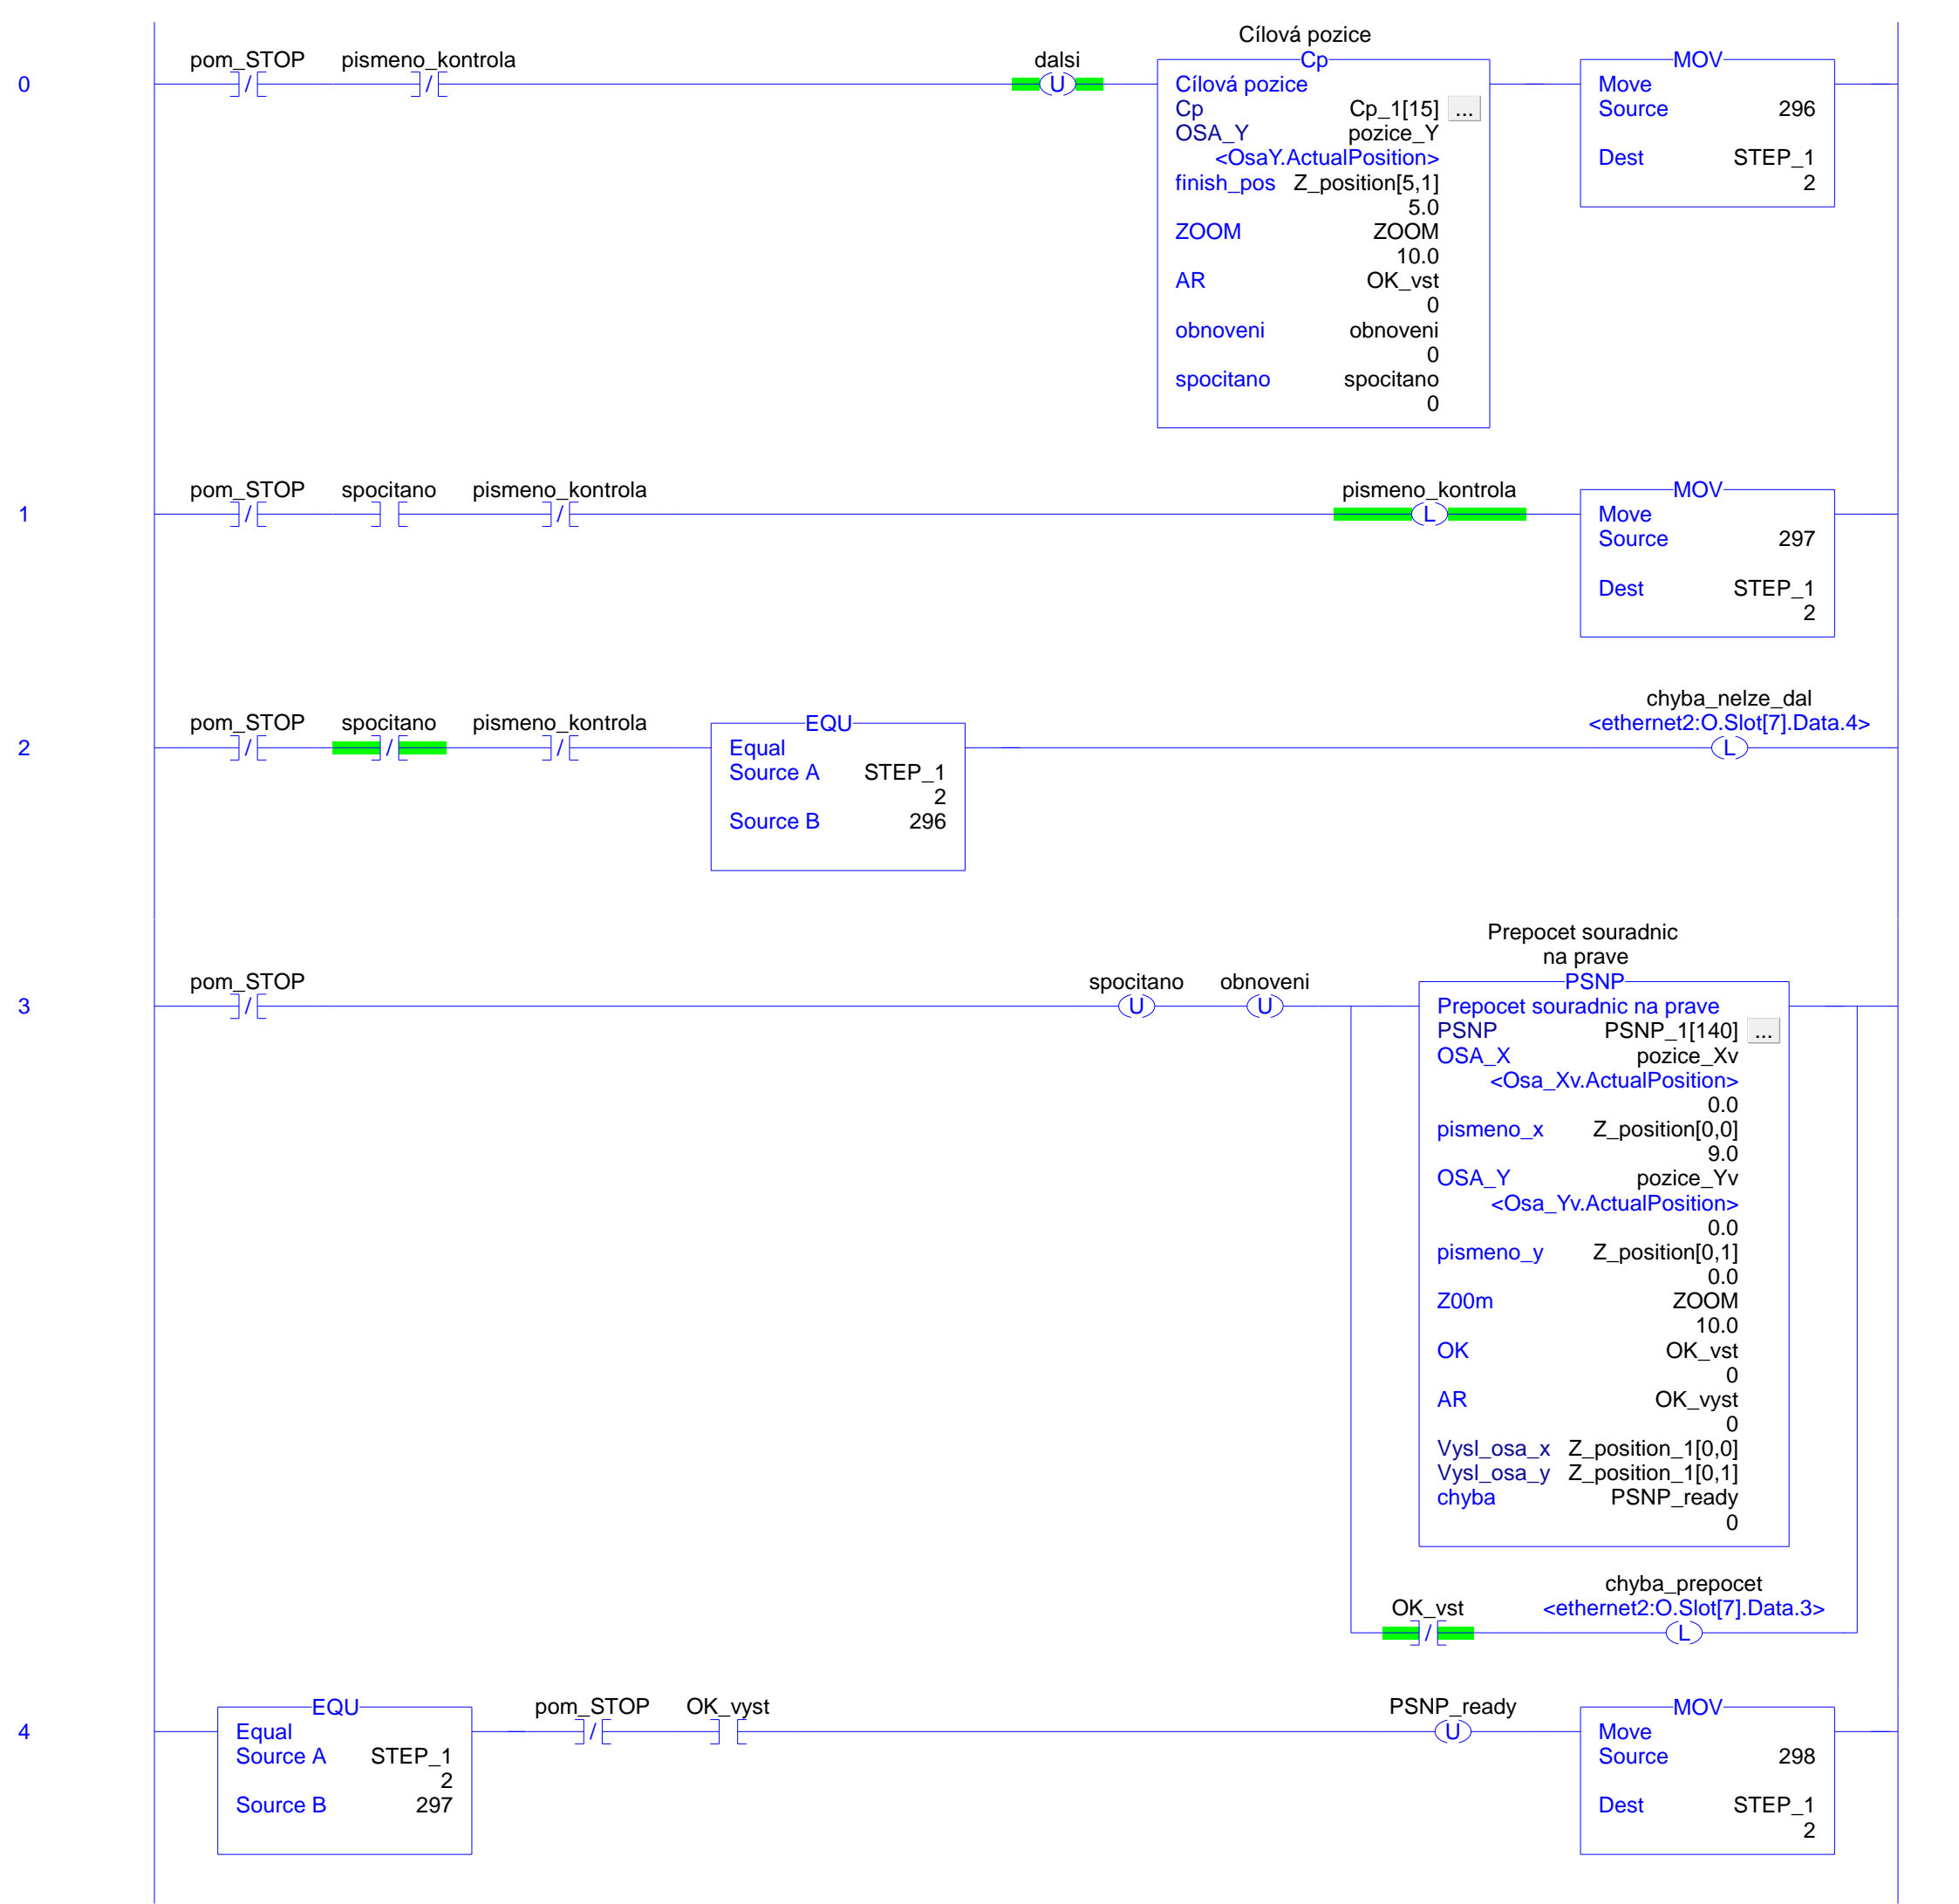 Cílová pozice
pom_STOP pismeno_kontrola dalsi Cp MOV
0 / / U Cílová pozice Move
Cp Cp_1[15] ... Source 296
OSA_Y pozice_Y
<OsaY.ActualPosition> Dest STEP_1
finish_pos Z_position[5,1] 2
5.0
ZOOM ZOOM
10.0
AR OK_vst
0
obnoveni obnoveni
0
spocitano spocitano
0
pom_STOP spocitano pismeno_kontrola pismeno_kontrola MOV
1 / / L Move
Source 297
Dest STEP_1
2
chyba_nelze_dal
pom_STOP spocitano pismeno_kontrola EQU <ethernet2:O.Slot[7].Data.4>
2 / / / Equal L
Source A STEP_1
2
Source B 296
Prepocet souradnic
na prave
pom_STOP spocitano obnoveni PSNP
3 / U U Prepocet souradnic na prave
PSNP PSNP_1[140] ...
OSA_X pozice_Xv
<Osa_Xv.ActualPosition>
0.0
pismeno_x Z_position[0,0]
9.0
OSA_Y pozice_Yv
<Osa_Yv.ActualPosition>
0.0
pismeno_y Z_position[0,1]
0.0
Z00m ZOOM
10.0
OK OK_vst
0
AR OK_vyst
0
Vysl_osa_x Z_position_1[0,0]
Vysl_osa_y Z_position_1[0,1]
chyba PSNP_ready
0
chyba_prepocet
OK_vst <ethernet2:O.Slot[7].Data.3>
/ L
EQU pom_STOP OK_vyst PSNP_ready MOV
4 Equal / U Move
Source A STEP_1 Source 298
2
Source B 297 Dest STEP_1
2